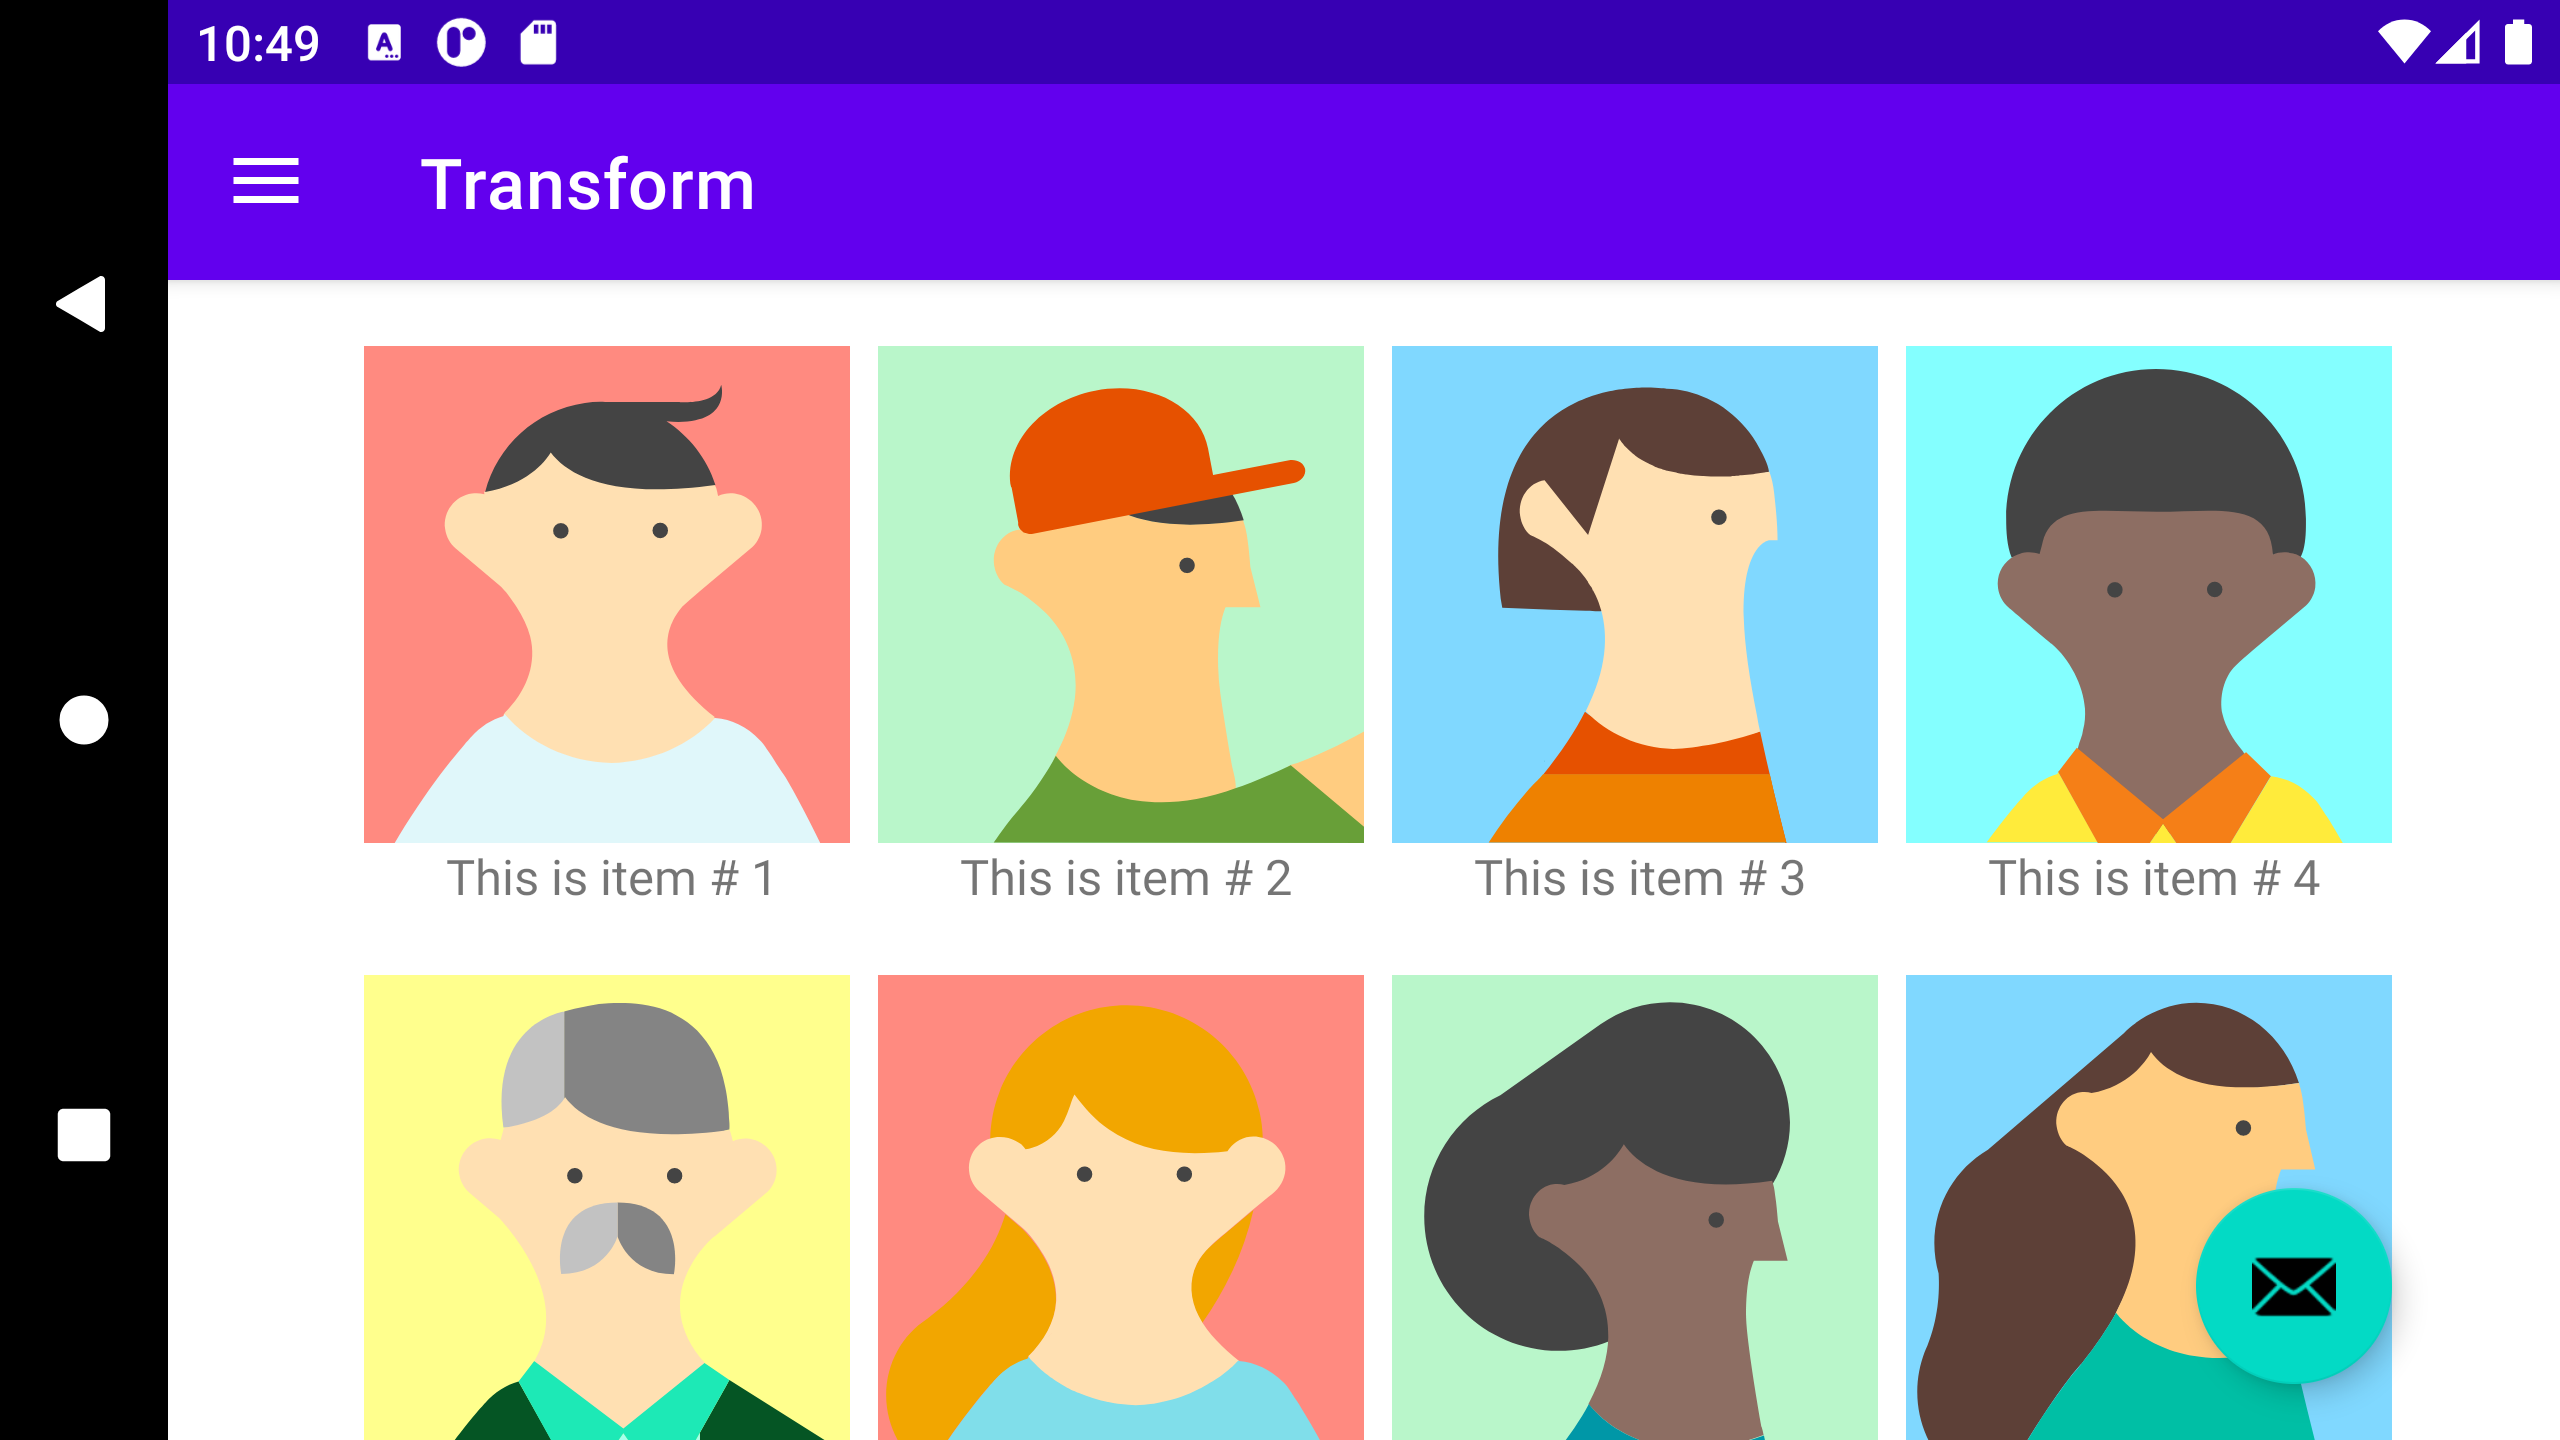 10:49
Transform
This is item # 1
This is item # 2
This is item # 3
This is item # 4